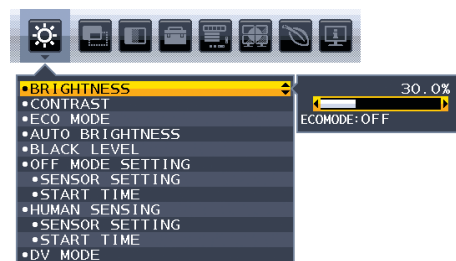 •BRIGHTNESS
30.0%
ECOMODE:OFF
•CONTRAST
•ECO MODE
•AUTO BRIGHTNESS
•BLACK LEVEL
•OFF MODE SETTING
•SENSOR SETTING
•START TIME
•HUMAN SENSING
•SENSOR SETTING
•START TIME
•DV MODE